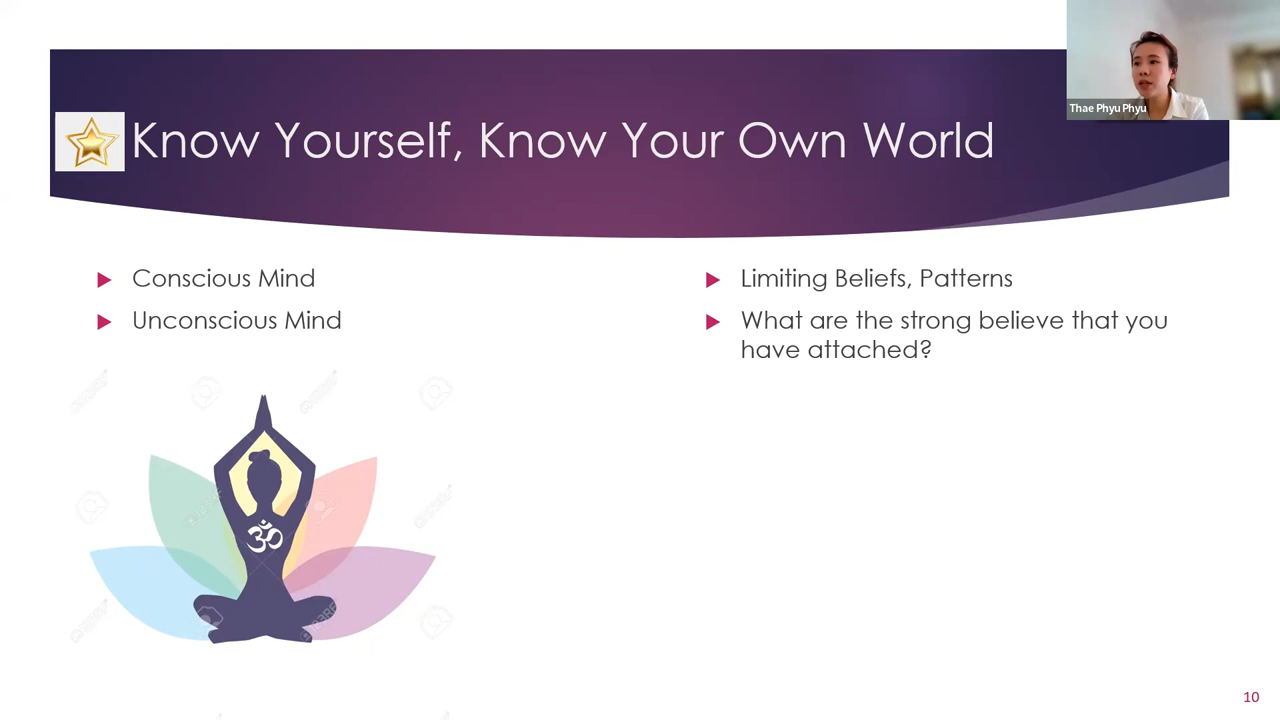 Thae Phyu Phyu
Know Yourself, Know Your Own World
Conscious Mind
Unconscious Mind
Limiting Beliefs, Patterns
What are the strong believe that you
have attached?
ॐ
10